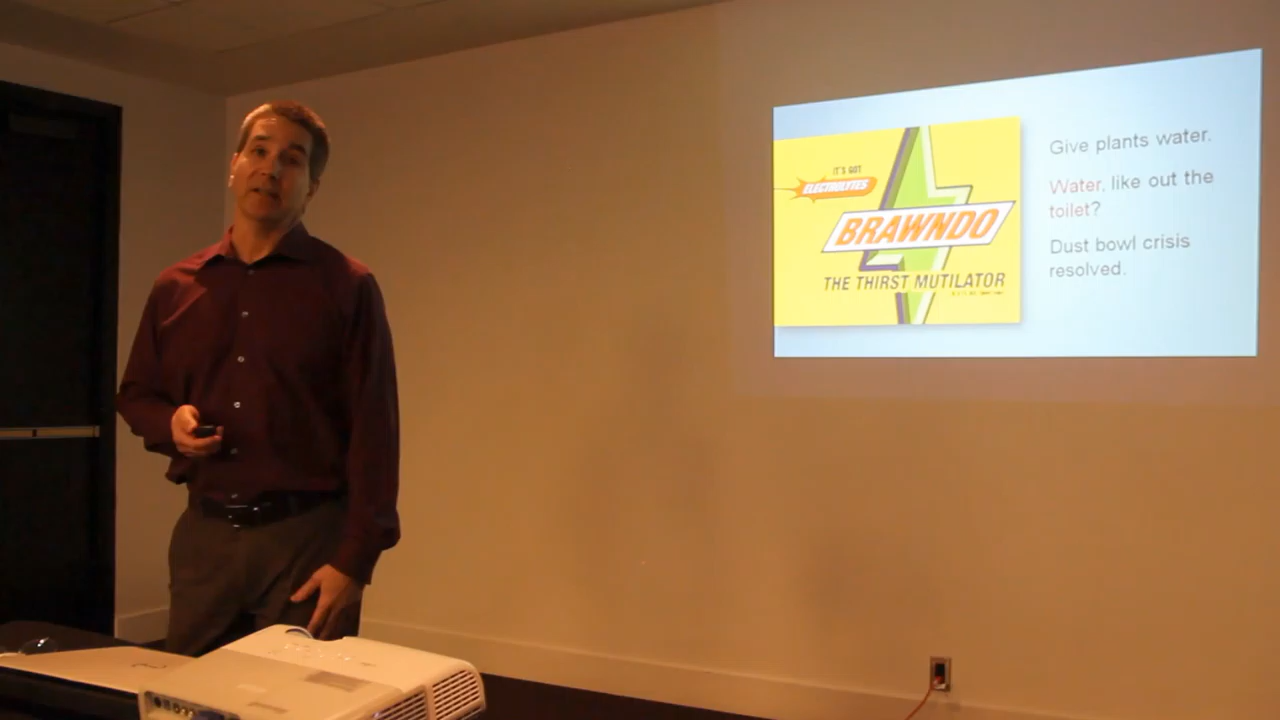 IT'S GOT
ELECTROLYTES
BRAWNDO
THE THIRST MUTILATOR
Give plants water.
Water, like out the
toilet?
Dust bowl crisis
resolved.